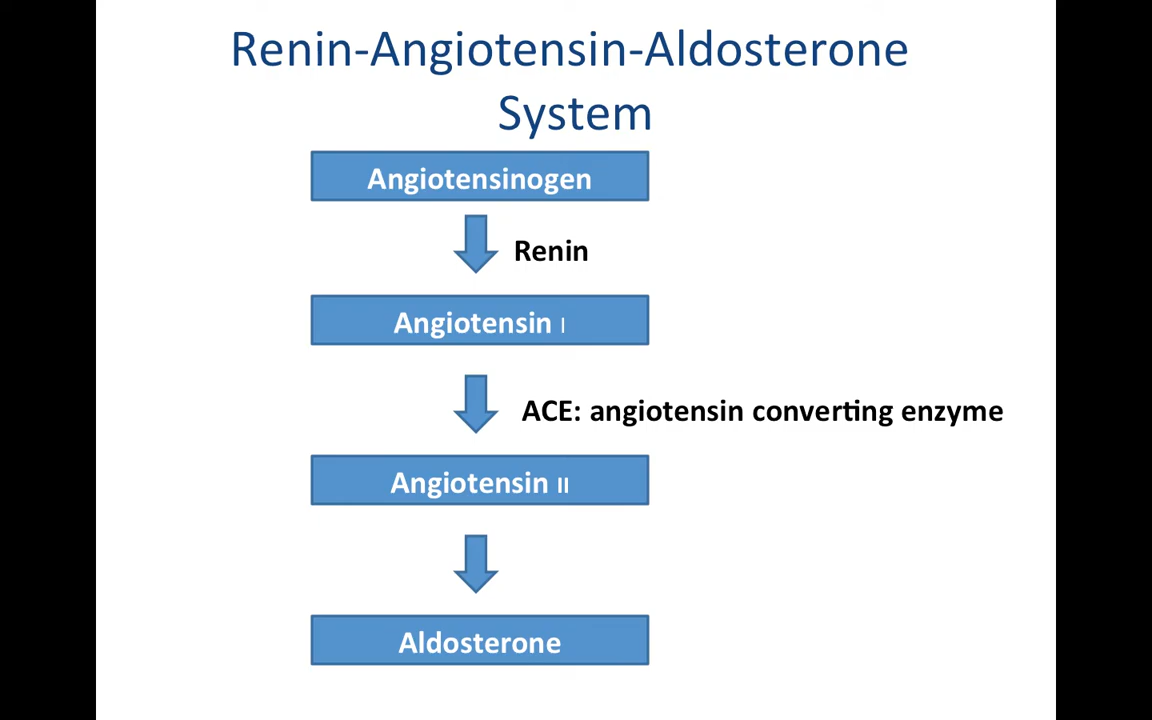 Renin-Angiotensin-Aldosterone
System
Angiotensinogen
Renin
Angiotensin I
ACE: angiotensin converting enzyme
Angiotensin II
Aldosterone